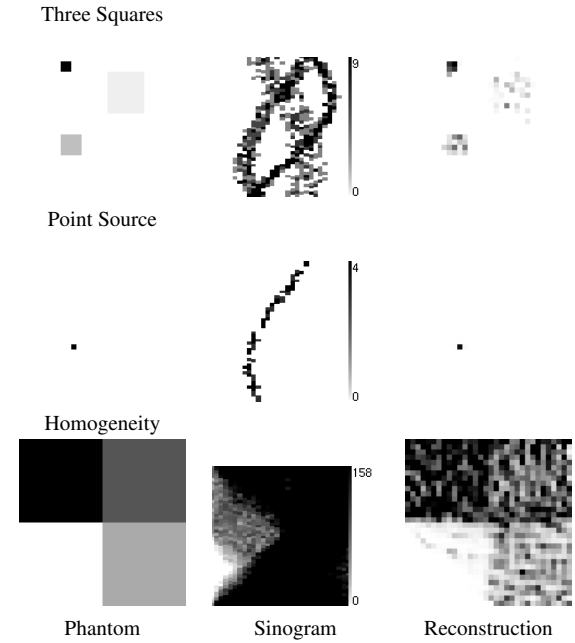 Three Squares
9
0
Point Source
4
0
Homogeneity
158
0
Phantom Sinogram Reconstruction